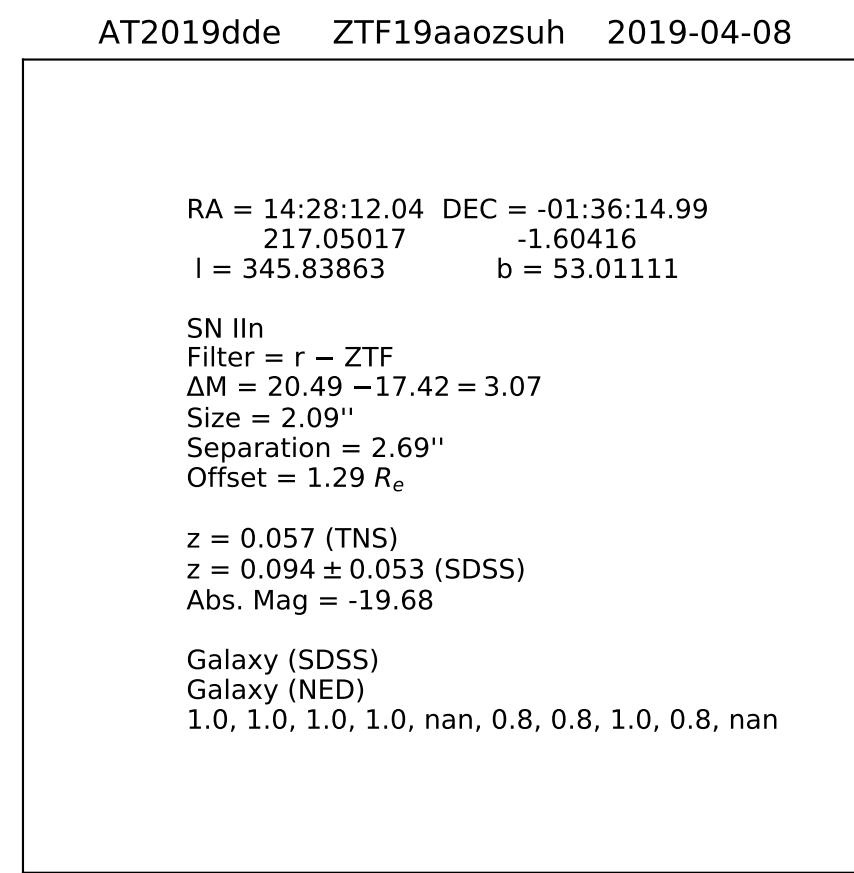 AT2019dde ZTF19aaozsuh 2019-04-08
RA = 14:28:12.04 DEC = -01:36:14.99
217.05017 -1.60416
l = 345.83863 b = 53.01111
SN IIn
Filter = r − ZTF
ΔM = 20.49 −17.42 = 3.07
Size = 2.09''
Separation = 2.69''
Offset = 1.29 Rₑ
z = 0.057 (TNS)
z = 0.094 ± 0.053 (SDSS)
Abs. Mag = -19.68
Galaxy (SDSS)
Galaxy (NED)
1.0, 1.0, 1.0, 1.0, nan, 0.8, 0.8, 1.0, 0.8, nan